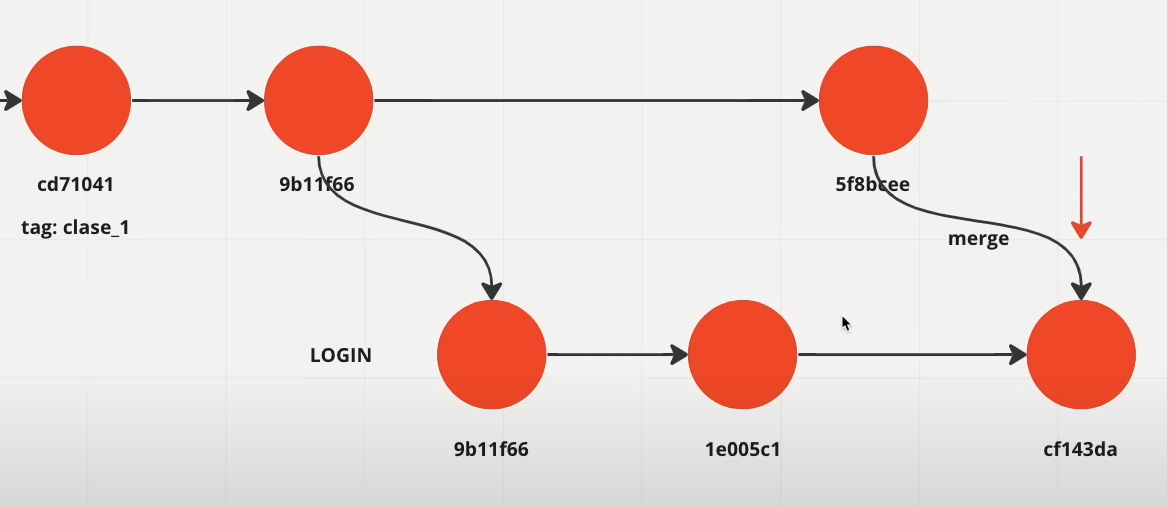 cd71041
9b11f66
5f8bcee
tag: clase_1
merge
LOGIN
9b11f66
1e005c1
cf143da